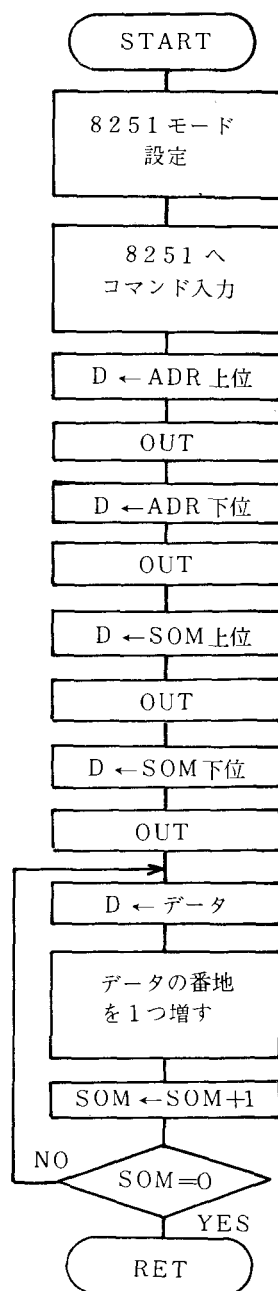 START
8251モード
設定
8251へ
コマンド入力
D←ADR上位
OUT
D←ADR下位
OUT
D←SOM上位
OUT
D←SOM下位
OUT
D←データ
データの番地
を1つ増す
SOM←SOM+1
NO
SOM=0
YES
RET